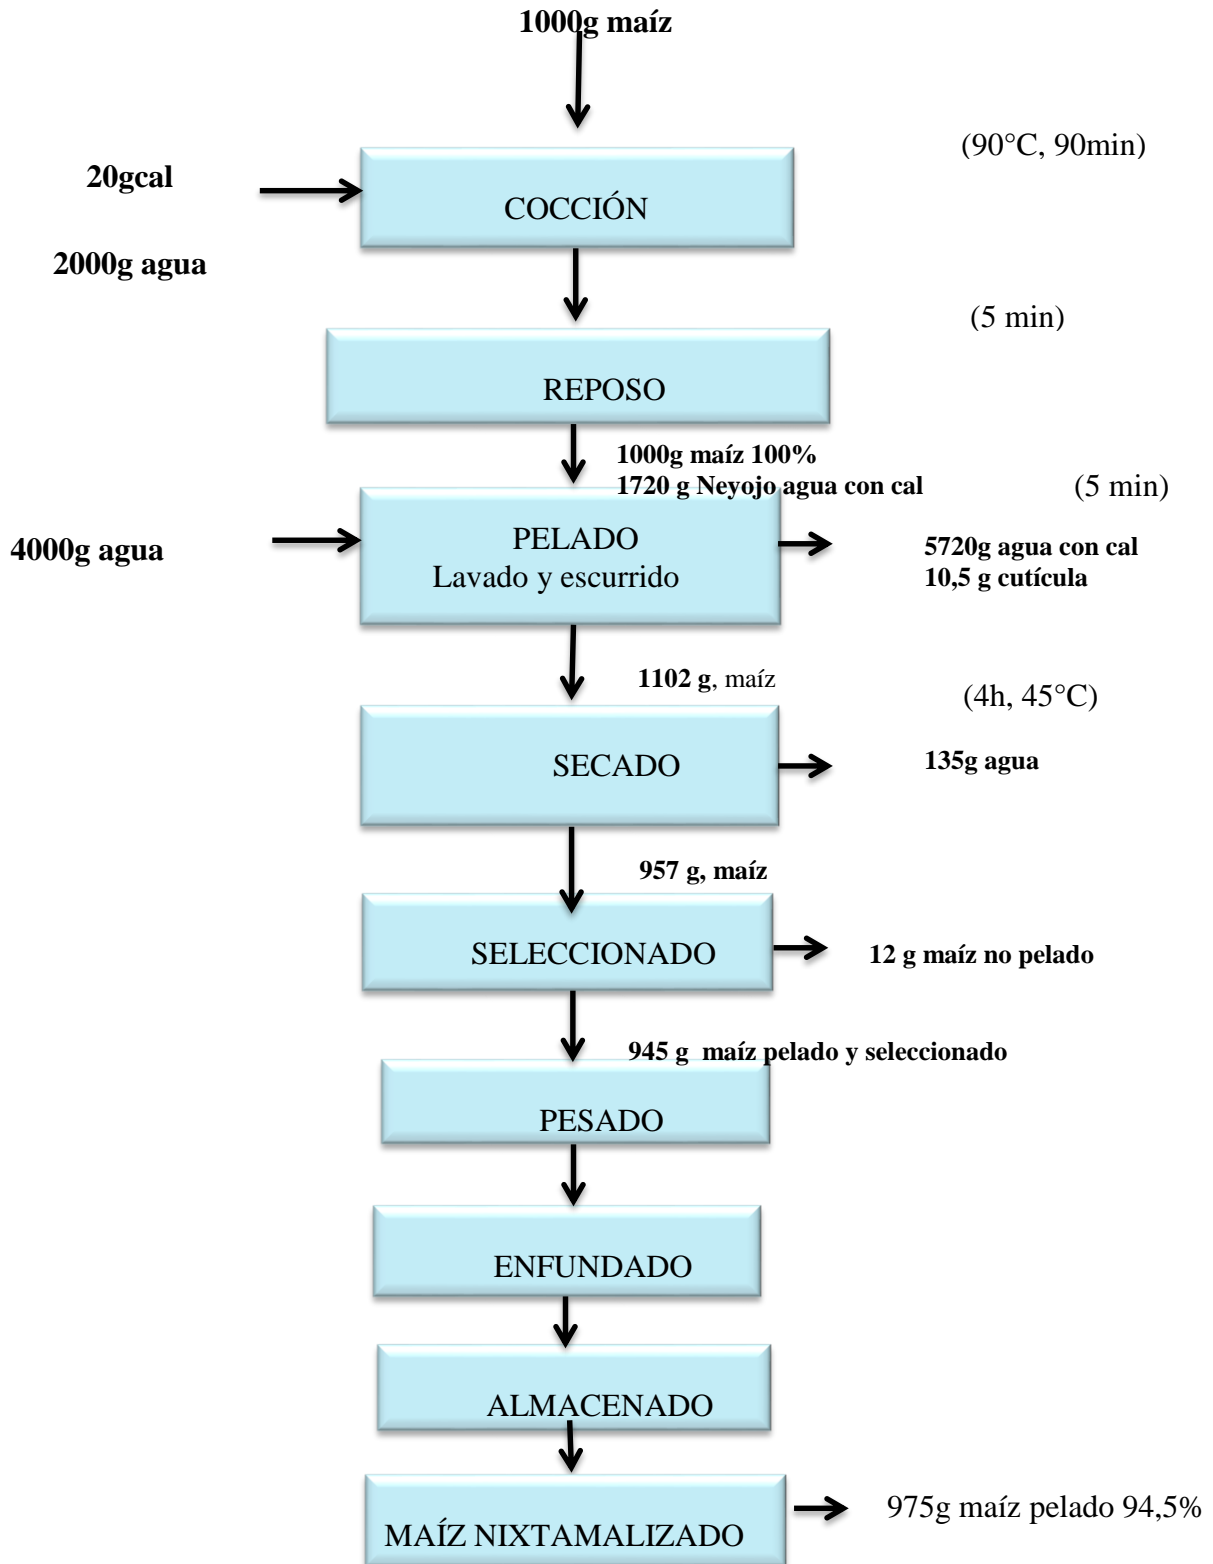 1000g maíz
(90°C, 90min)
20gcal
COCCIÓN
2000g agua
(5 min)
REPOSO
1000g maíz 100%
1720 g Neyojo agua con cal
(5 min)
4000g agua
PELADO
Lavado y escurrido
5720g agua con cal
10,5 g cutícula
1102 g, maíz
(4h, 45°C)
SECADO
135g agua
957 g, maíz
SELECCIONADO
12 g maíz no pelado
945 g maíz pelado y seleccionado
PESADO
ENFUNDADO
ALMACENADO
MAÍZ NIXTAMALIZADO
975g maíz pelado 94,5%